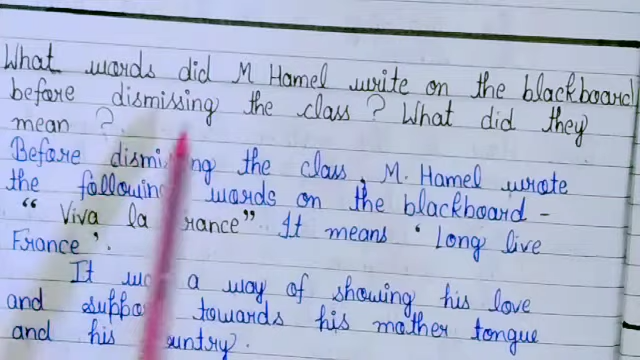 What words did M Hamel write on the blackboard
before dismissing the class? What did they
mean?
Before the class, M. Hamel wrote
the following words on the blackboard -
" Viva la " It means ' Long live
France '.
It a way of showing his love
and towards his mother tongue
and his